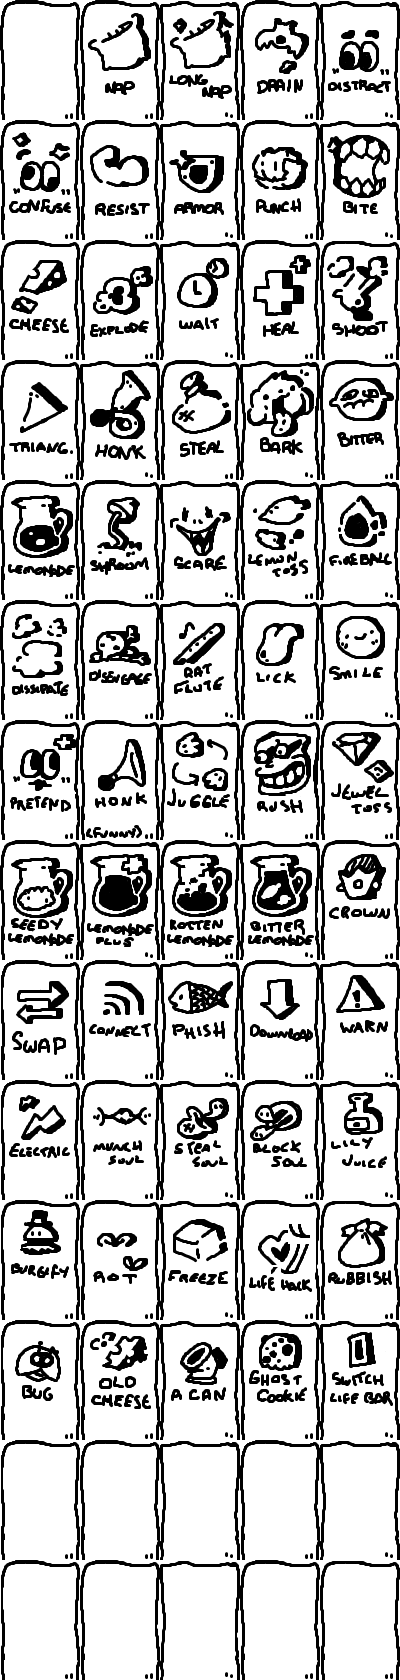 NAP
LONG
NAP
DRAIN
DISTRACT
CONFUSE
RESIST
ARMOR
PUNCH
BITE
CHEESE
EXPLODE
WAIT
HEAL
SHOOT
TRIANG.
HONK
STEAL
BARK
BITTER
LEMONADE
SHROOM
SCARE
LEMON
TOSS
FIREBALL
DISSIPATE
DISENGAGE
RAT
FLUTE
LICK
SMILE
PRETEND
HONK
(FUNNY)
JUGGLE
RUSH
JEWEL
TOSS
SEEDY
LEMONADE
LEMONADE
PLUS
ROTTEN
LEMONADE
BITTER
LEMONADE
CROWN
SWAP
CONNECT
PHISH
DOWNLOAD
WARN
ELECTRIC
MUNCH
SOUL
STEAL
SOUL
BLOCK
SOUL
LILY
JUICE
BURGIFY
ROT
FREEZE
LIFE HACK
RUBBISH
BUG
OLD
CHEESE
A CAN
GHOST
COOKIE
SWITCH
LIFE BAR